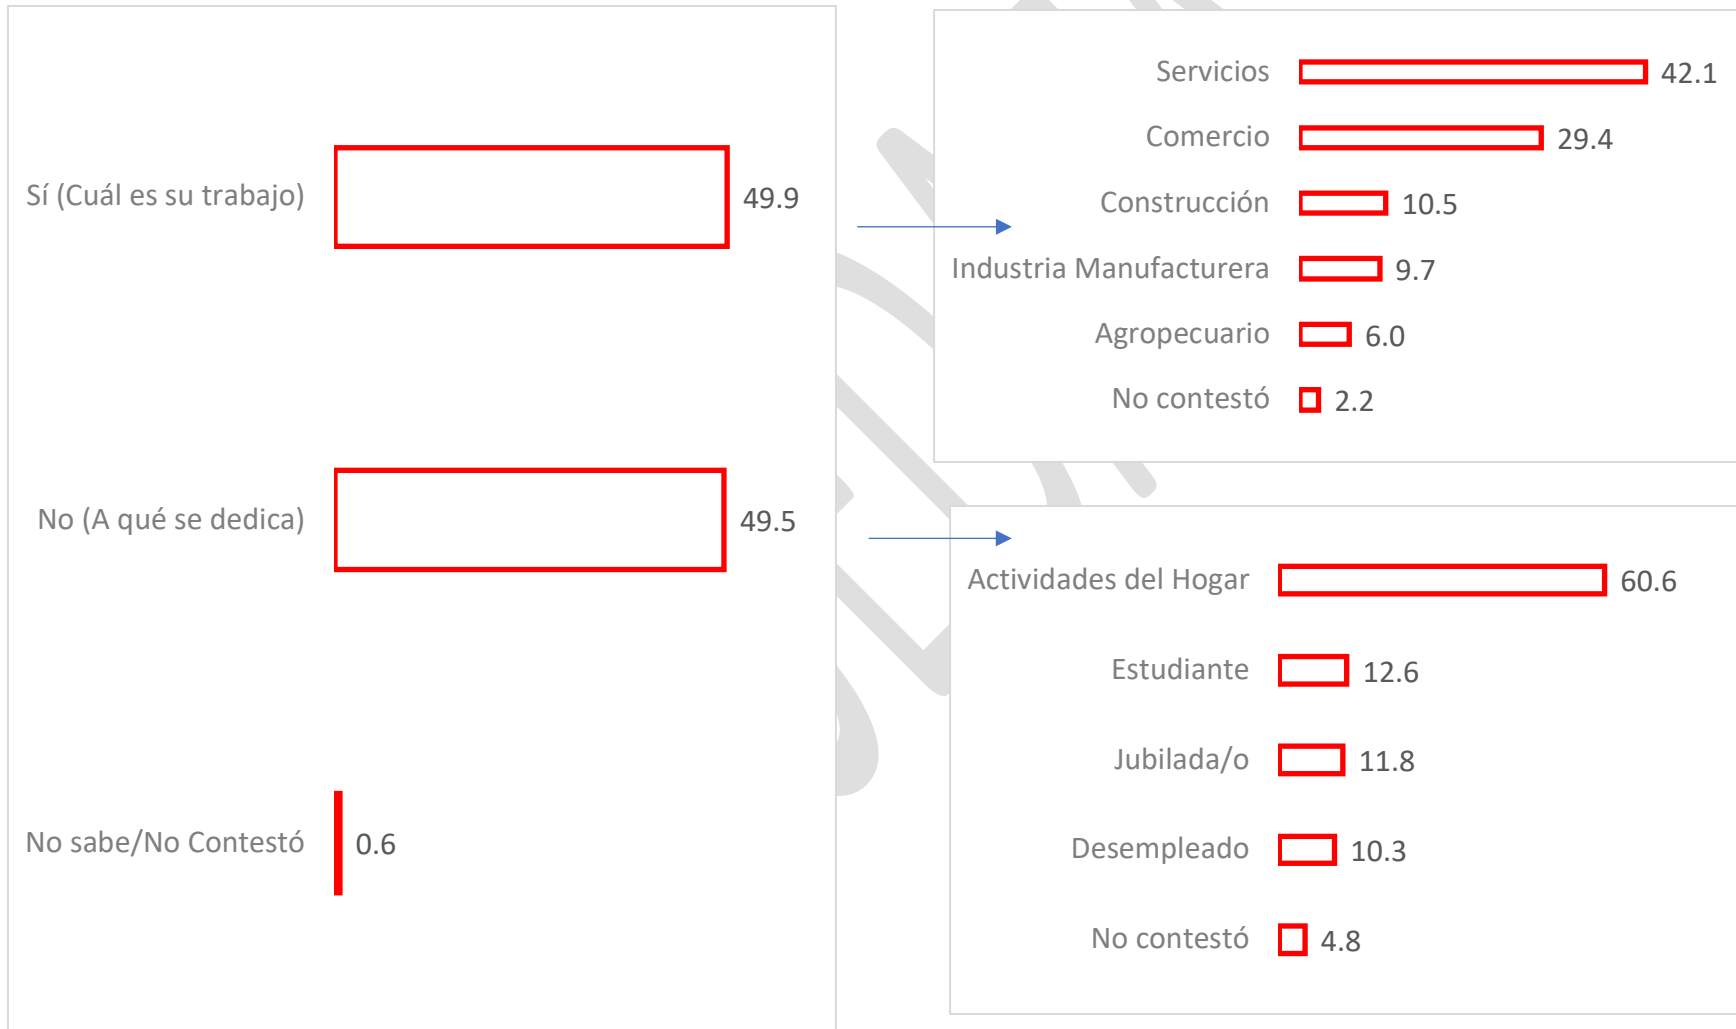 Sí (Cuál es su trabajo) 49.9
No (A qué se dedica) 49.5
No sabe/No Contestó 0.6
Servicios 42.1
Comercio 29.4
Construcción 10.5
Industria Manufacturera 9.7
Agropecuario 6.0
No contestó 2.2
Actividades del Hogar 60.6
Estudiante 12.6
Jubilada/o 11.8
Desempleado 10.3
No contestó 4.8